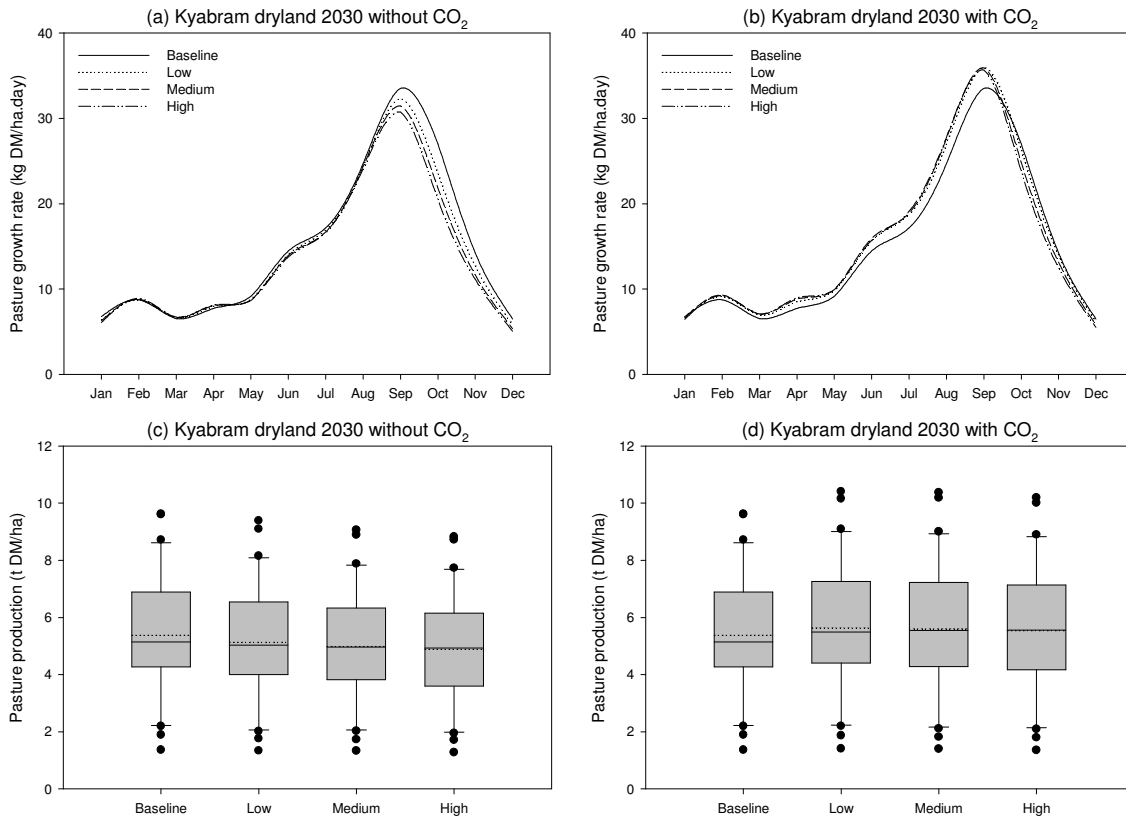 (a) Kyabram dryland 2030 without CO2
40
30
20
10
0
Pasture growth rate (kg DM/ha.day)
Baseline
Low
Medium
High
Jan Feb Mar Apr May Jun Jul Aug Sep Oct Nov Dec
(b) Kyabram dryland 2030 with CO2
40
30
20
10
0
Pasture growth rate (kg DM/ha.day)
Baseline
Low
Medium
High
Jan Feb Mar Apr May Jun Jul Aug Sep Oct Nov Dec
(c) Kyabram dryland 2030 without CO2
12
10
8
6
4
2
0
Pasture production (t DM/ha)
Baseline Low Medium High
(d) Kyabram dryland 2030 with CO2
12
10
8
6
4
2
0
Pasture production (t DM/ha)
Baseline Low Medium High